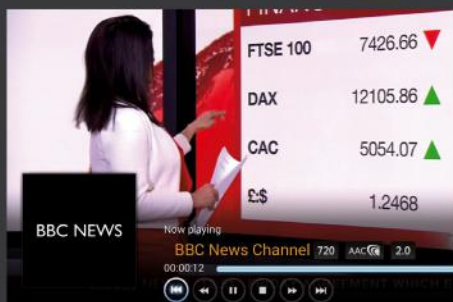 FINANC
FTSE 100 7426.66
DAX 12105.86
CAC 5054.07
£:$ 1.2468
BBC NEWS
Now playing
BBC News Channel 720 AAC 2.0
00:00:12